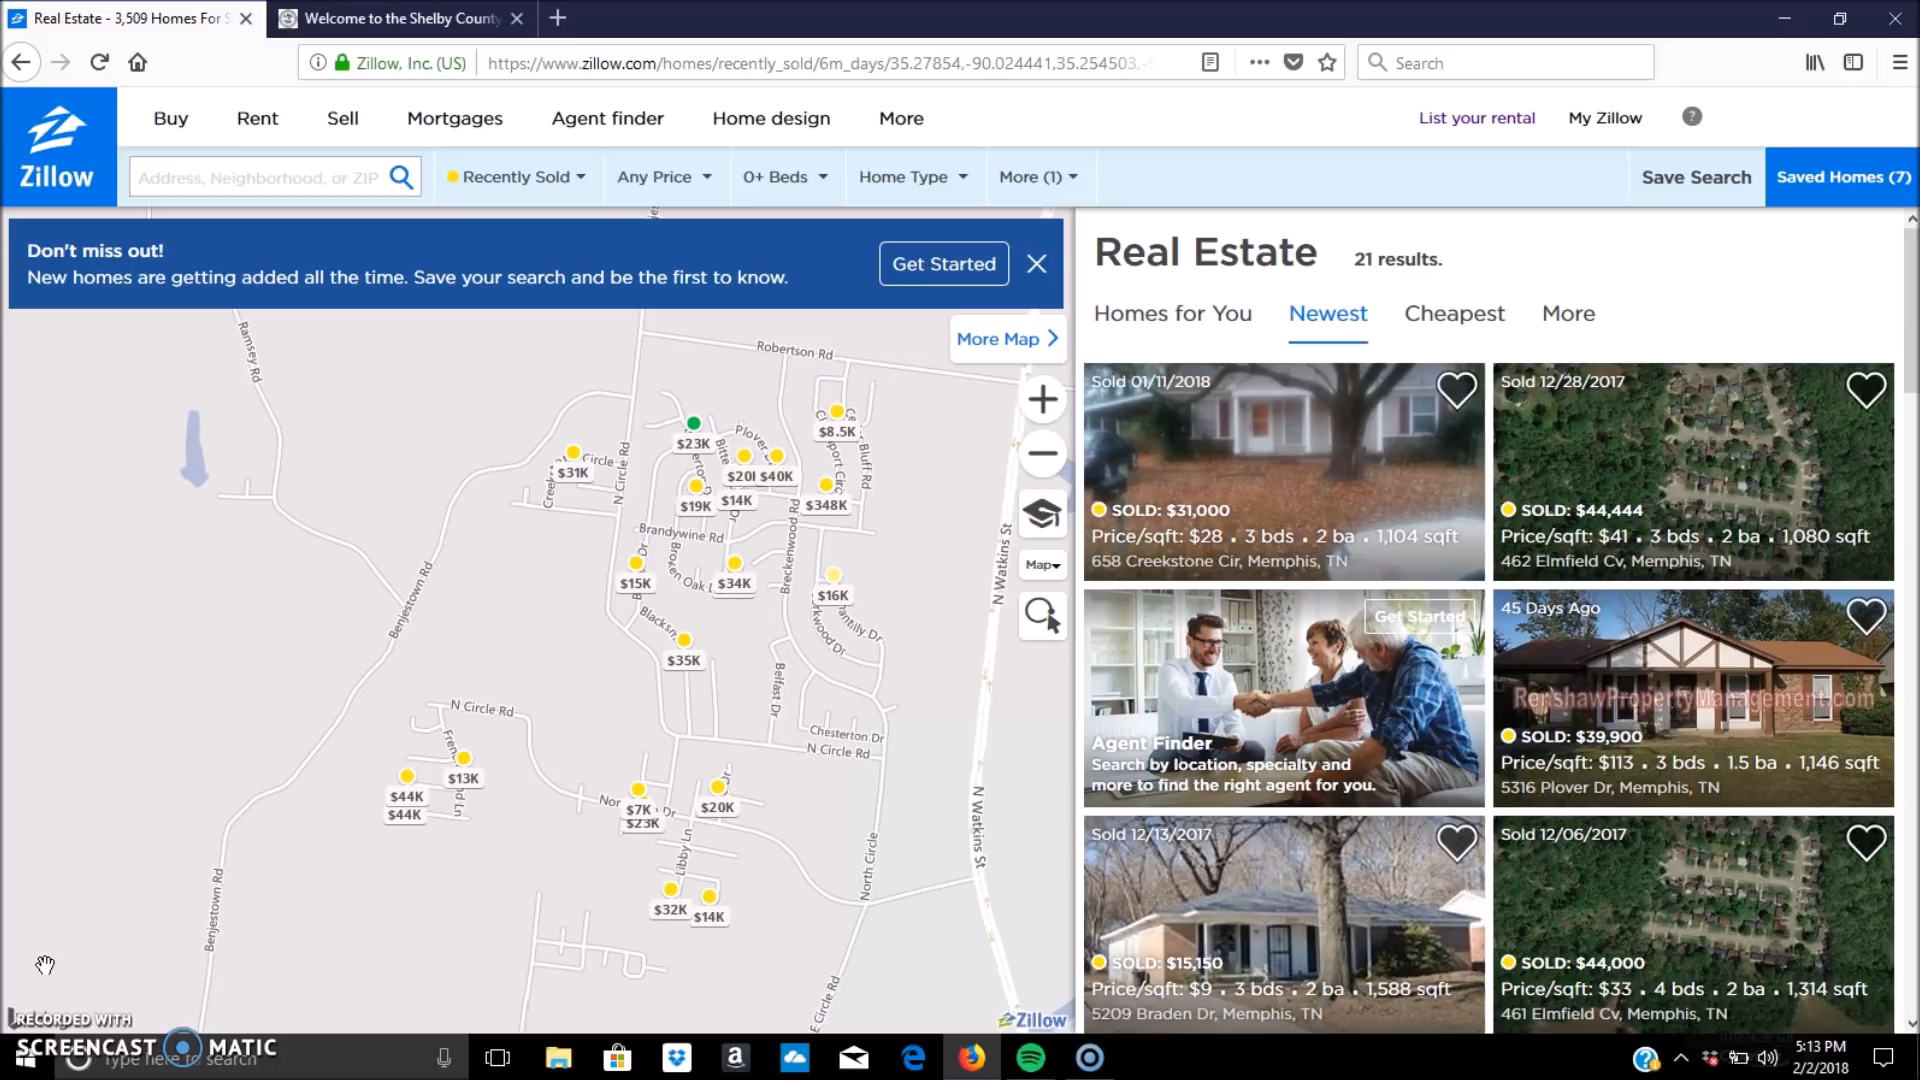 Real Estate - 3,509 Homes For S
Welcome to the Shelby County
Zillow, Inc. (US)
https://www.zillow.com/homes/recently_sold/6m_days/35.27854,-90.024441,35.254503,-
Search
Zillow
Buy
Rent
Sell
Mortgages
Agent finder
Home design
More
List your rental
My Zillow
?
Address, Neighborhood, or ZIP
Recently Sold
Any Price
0+ Beds
Home Type
More (1)
Save Search
Saved Homes (7)
Don't miss out!
New homes are getting added all the time. Save your search and be the first to know.
Get Started
More Map
Ramsey Rd
Robertson Rd
$23K
$8.5K
$31K
Circle
N Circle Rd
$40K
$19K
$14K
$348K
Bluff Rd
Brandywine Rd
Breckenwood Rd
N Watkins St
Map
$15K
$34K
$16K
Benjestown Rd
$35K
Belfast Dr
N Circle Rd
Chesterton Dr
N Circle Rd
$13K
$44K
$44K
$7K
$23K
$20K
Libby Ln
North Circle
N Watkins St
$32K
$14K
Benjestown Rd
E Circle Rd
Zillow
Real Estate
21 results.
Homes for You
Newest
Cheapest
More
Sold 01/11/2018
SOLD: $31,000
Price/sqft: $28 . 3 bds . 2 ba . 1,104 sqft
658 Creekstone Cir, Memphis, TN
Sold 12/28/2017
SOLD: $44,444
Price/sqft: $41 . 3 bds . 2 ba . 1,080 sqft
462 Elmfield Cv, Memphis, TN
Get Started
Agent Finder
Search by location, specialty and
more to find the right agent for you.
45 Days Ago
RenshawPropertyManagement.com
SOLD: $39,900
Price/sqft: $113 . 3 bds . 1.5 ba . 1,146 sqft
5316 Plover Dr, Memphis, TN
Sold 12/13/2017
SOLD: $15,150
Price/sqft: $9 . 3 bds . 2 ba . 1,588 sqft
5209 Braden Dr, Memphis, TN
Sold 12/06/2017
SOLD: $44,000
Price/sqft: $33 . 4 bds . 2 ba . 1,314 sqft
461 Elmfield Cv, Memphis, TN
RECORDED WITH
SCREENCAST MATIC
Type here to search
5:13 PM
2/2/2018